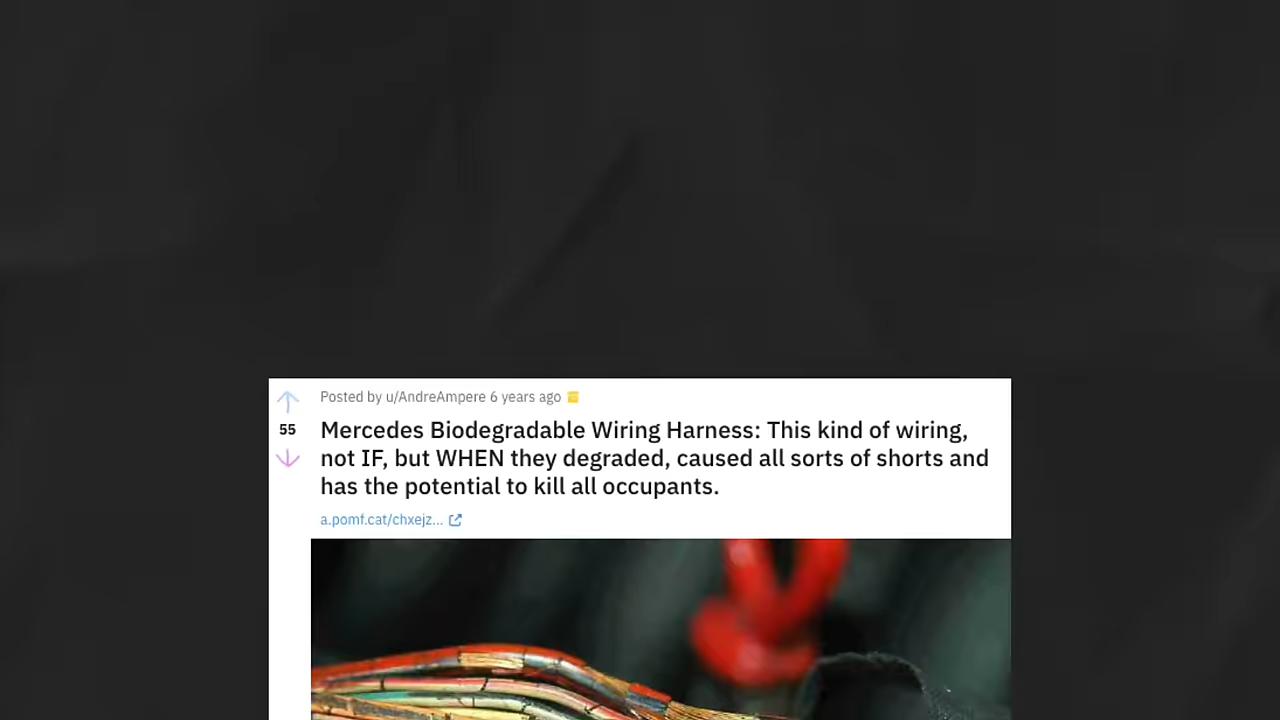 Posted by u/AndreAmpere 6 years ago
55
Mercedes Biodegradable Wiring Harness: This kind of wiring,
not IF, but WHEN they degraded, caused all sorts of shorts and
has the potential to kill all occupants.
a.pomf.cat/chxejz...